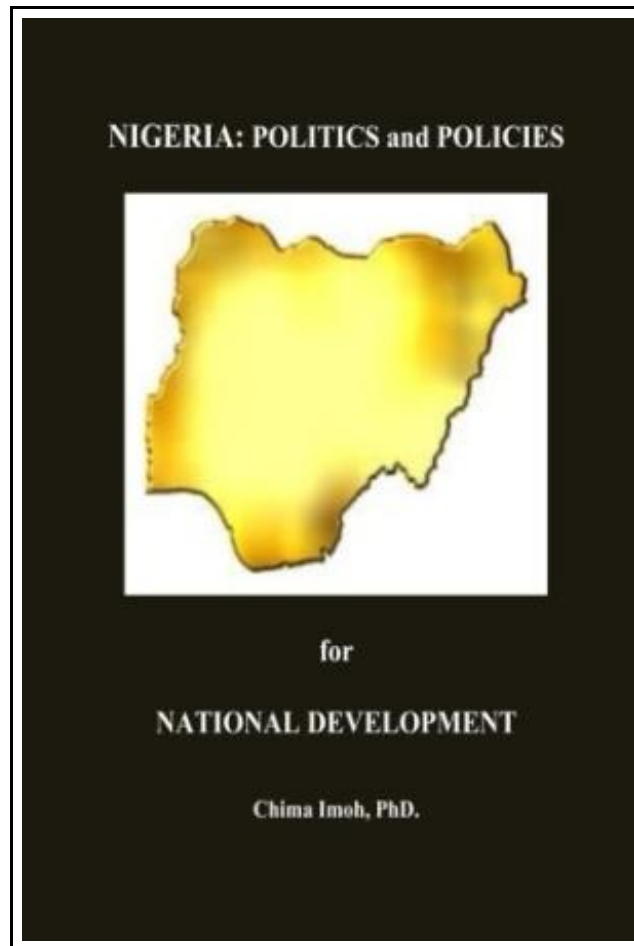 NIGERIA: POLITICS and POLICIES
for
NATIONAL DEVELOPMENT
Chima Imoh, PhD.